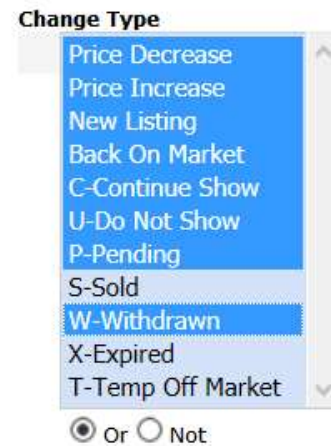 Change Type
Price Decrease
Price Increase
New Listing
Back On Market
C-Continue Show
U-Do Not Show
P-Pending
S-Sold
W-Withdrawn
X-Expired
T-Temp Off Market
Or Not